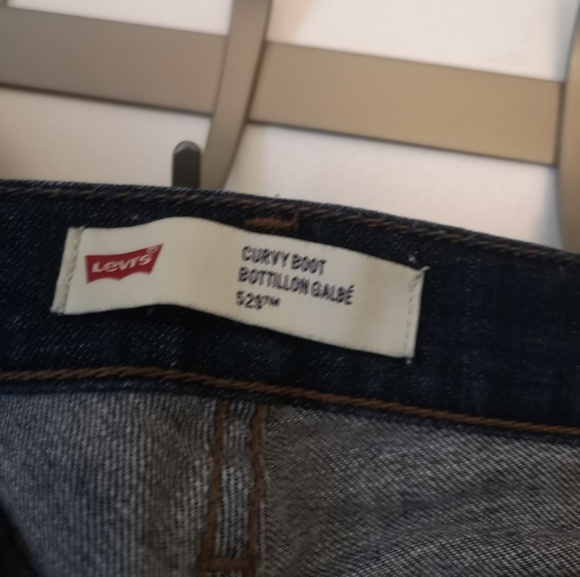 Levi's®
CURVY BOOT
BOTTILLON GALBÉ
529™